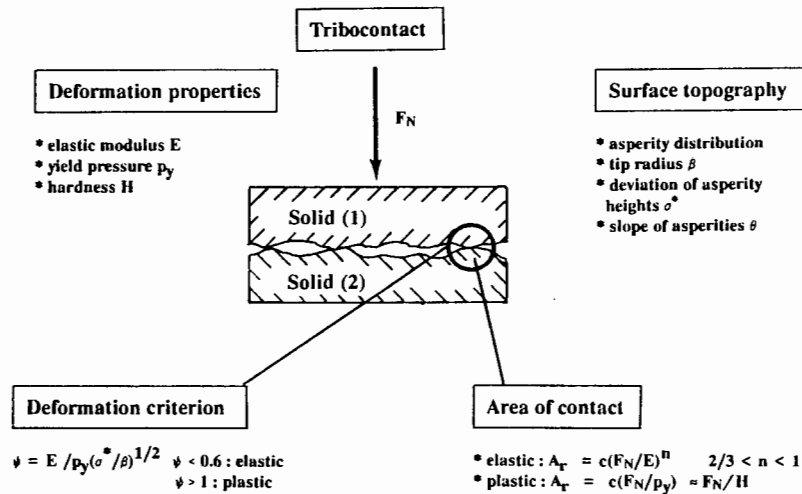 Tribocontact
Deformation properties
* elastic modulus E
* yield pressure p_y
* hardness H
F_N
Surface topography
* asperity distribution
* tip radius β
* deviation of asperity
heights σ*
* slope of asperities θ
Solid (1)
Solid (2)
Deformation criterion
ψ = E /p_y(σ*/β)^1/2 ψ < 0.6 : elastic
ψ > 1 : plastic
Area of contact
* elastic : A_r = c(F_N/E)^n 2/3 < n < 1
* plastic : A_r = c(F_N/p_y) ≈ F_N/H